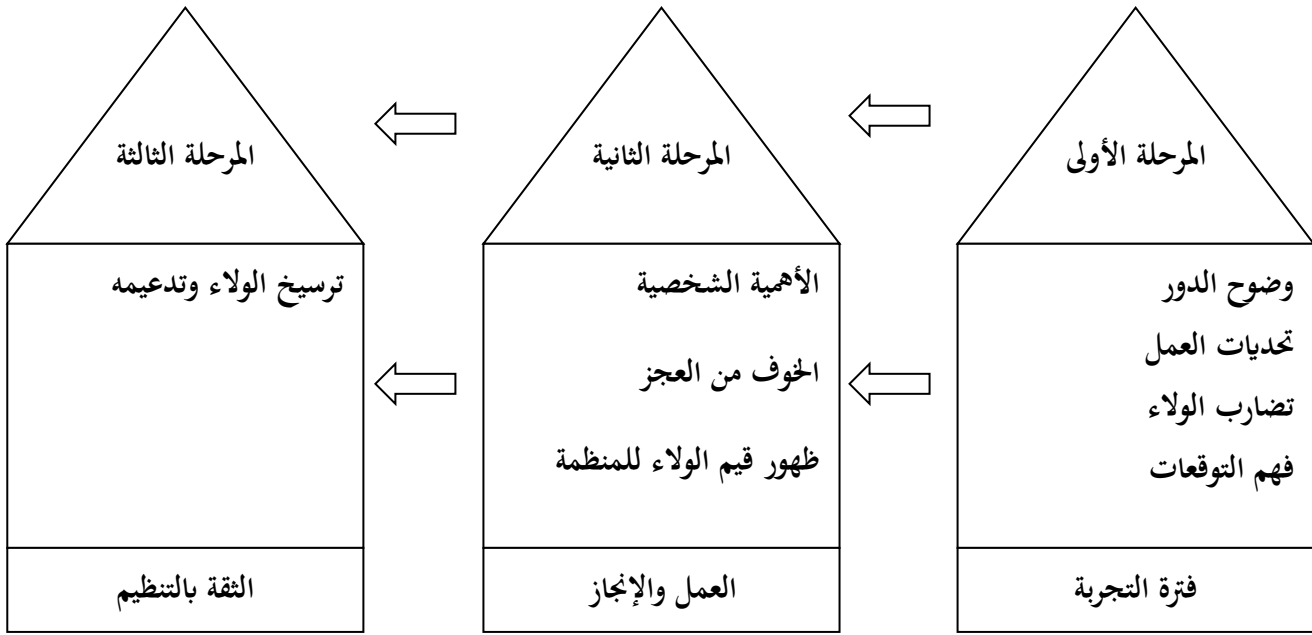 المرحلة الأولى
المرحلة الثانية
المرحلة الثالثة
وضوح الدور
تحديات العمل
تضارب الولاء
فهم التوقعات
الأهمية الشخصية
الخوف من العجز
ظهور قيم الولاء للمنظمة
ترسيخ الولاء وتدعيمه
فترة التجربة
العمل والإنجاز
الثقة بالتنظيم